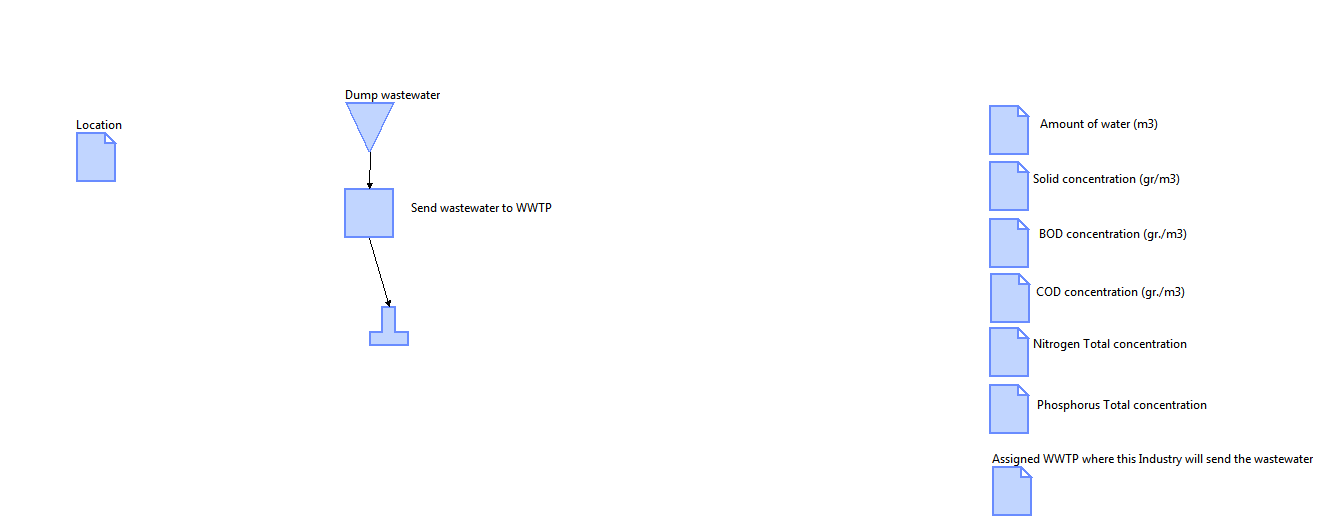 Dump wastewater
Location
Send wastewater to WWTP
Amount of water (m3)
Solid concentration (gr/m3)
BOD concentration (gr./m3)
COD concentration (gr./m3)
Nitrogen Total concentration
Phosphorus Total concentration
Assigned WWTP where this Industry will send the wastewater